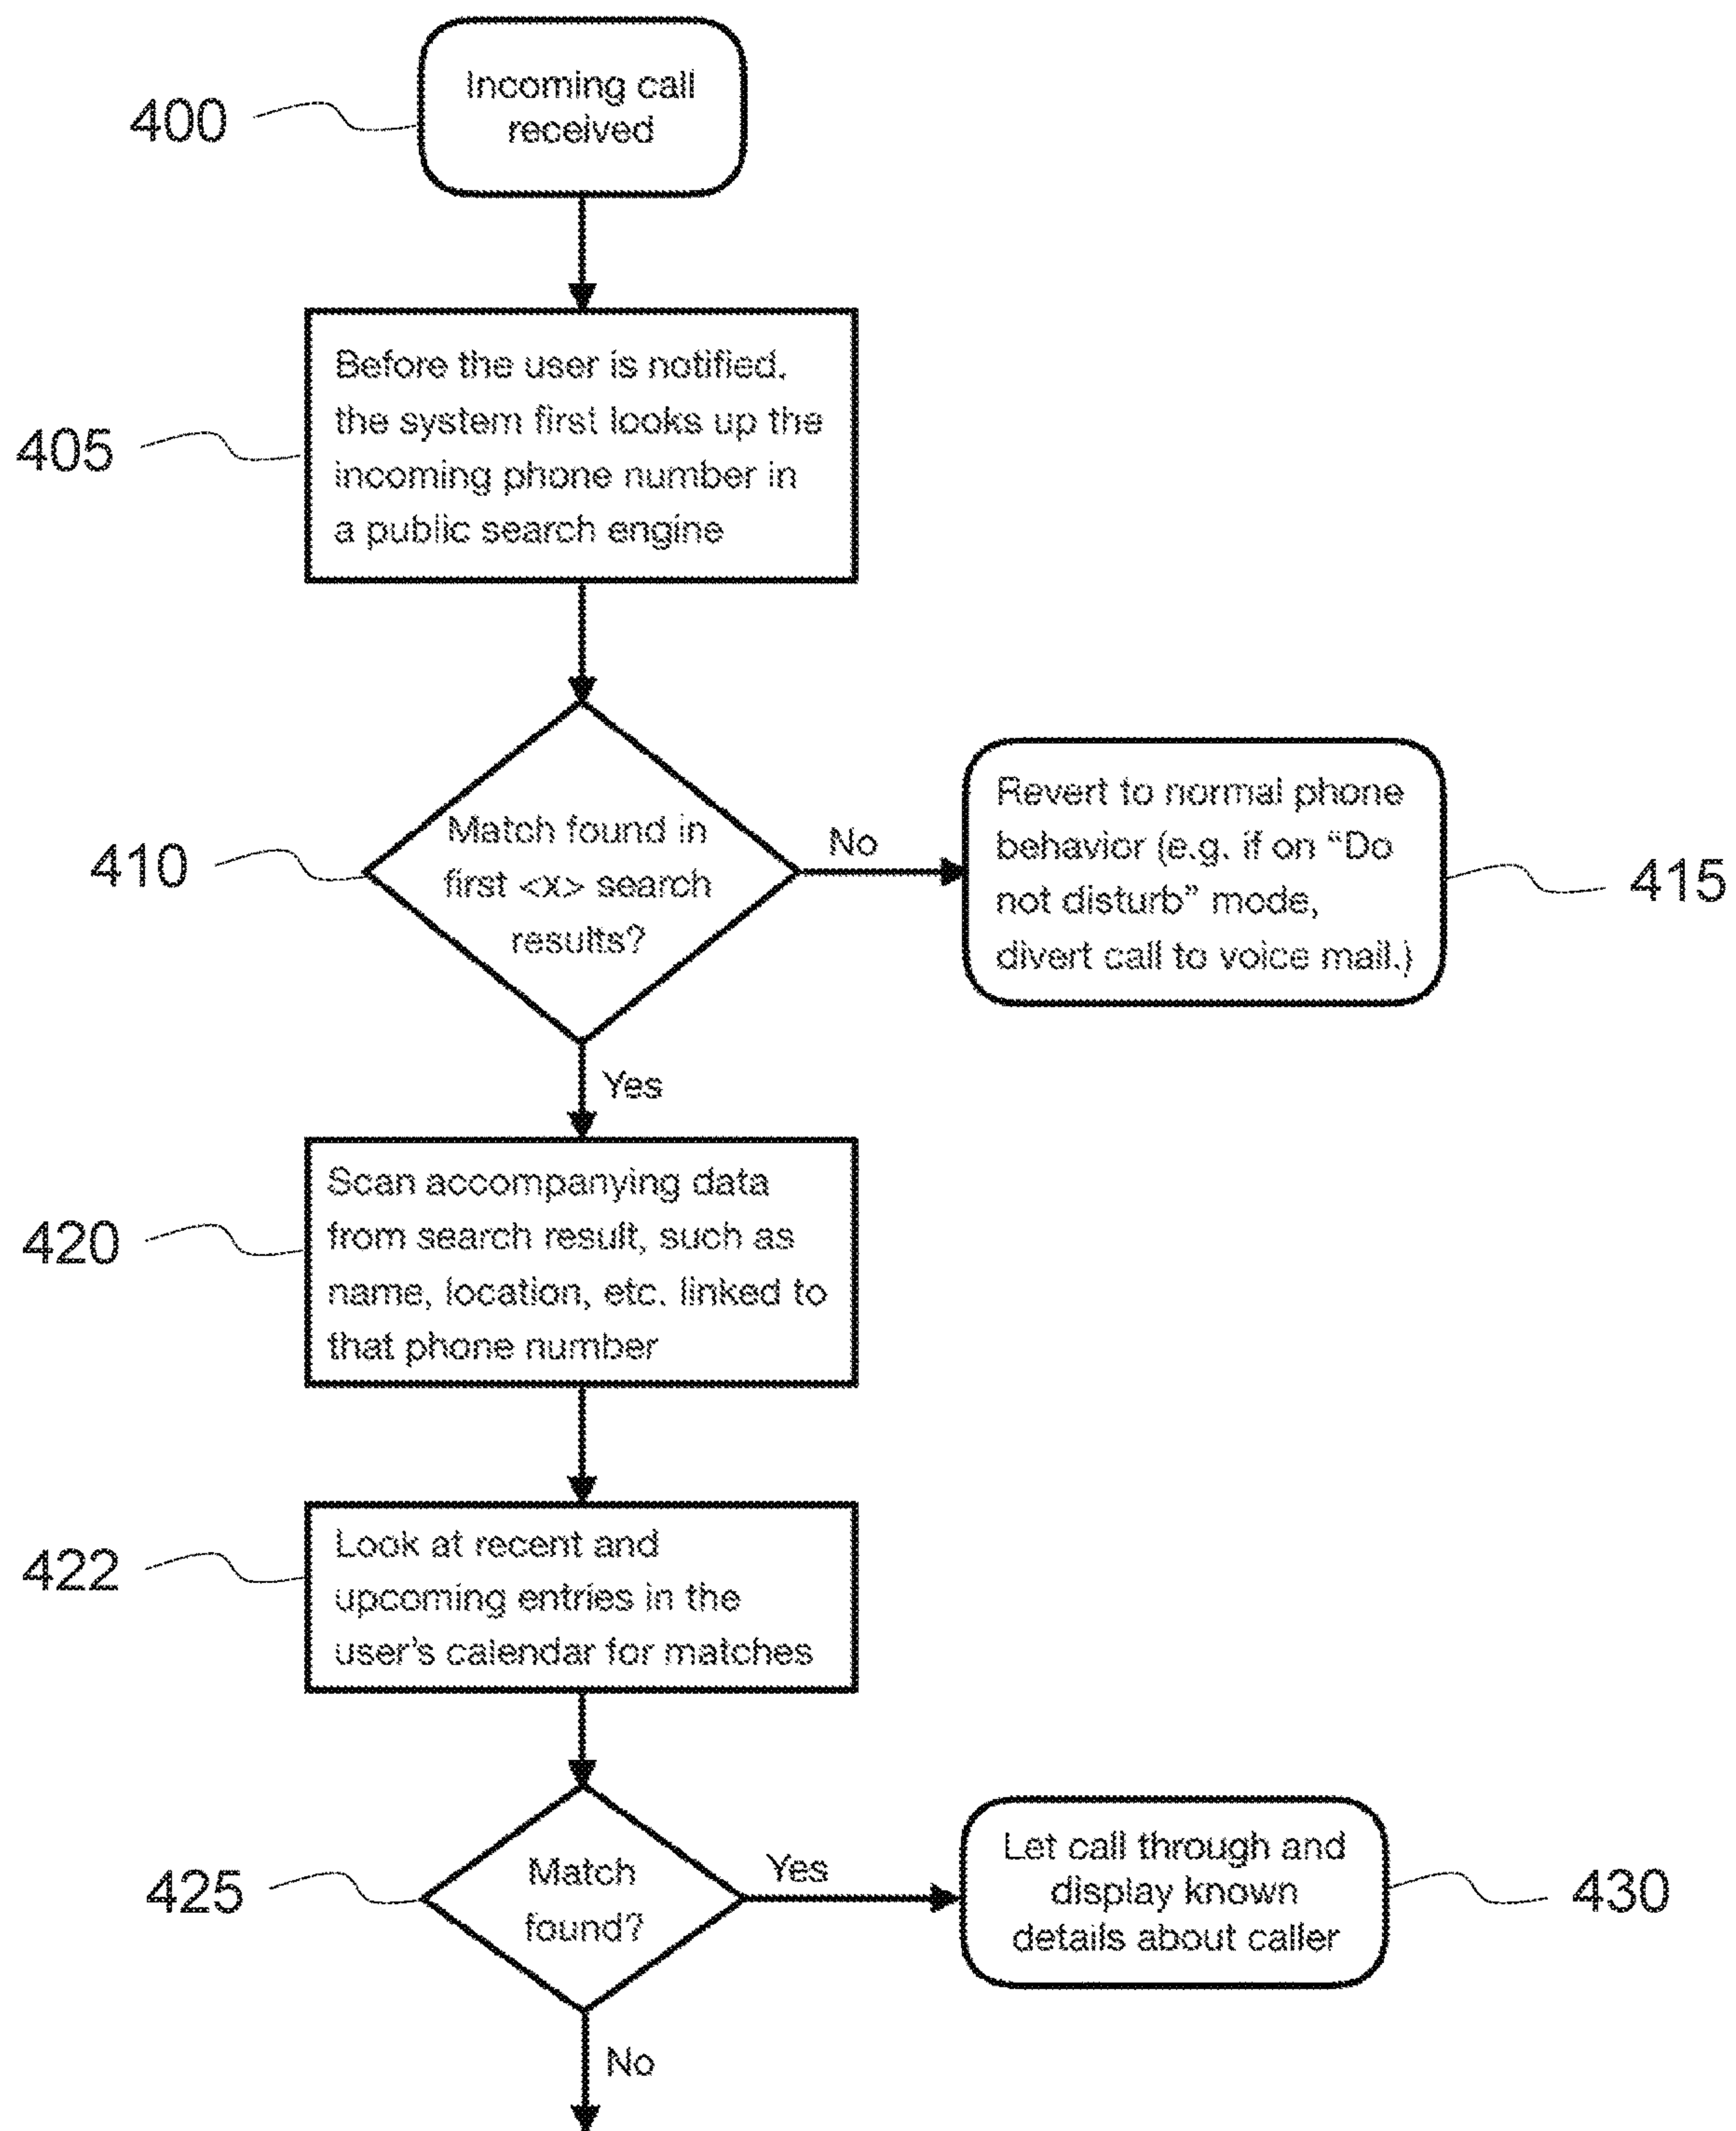 400
Incoming call
received
405
Before the user is notified,
the system first looks up the
incoming phone number in
a public search engine
410
Match found in
first <x> search
results?
No
Revert to normal phone
behavior (e.g. if on “Do
not disturb” mode,
divert call to voice mail.)
415
Yes
420
Scan accompanying data
from search result, such as
name, location, etc. linked to
that phone number
422
Look at recent and
upcoming entries in the
user’s calendar for matches
425
Match
found?
Yes
Let call through and
display known
details about caller
430
No